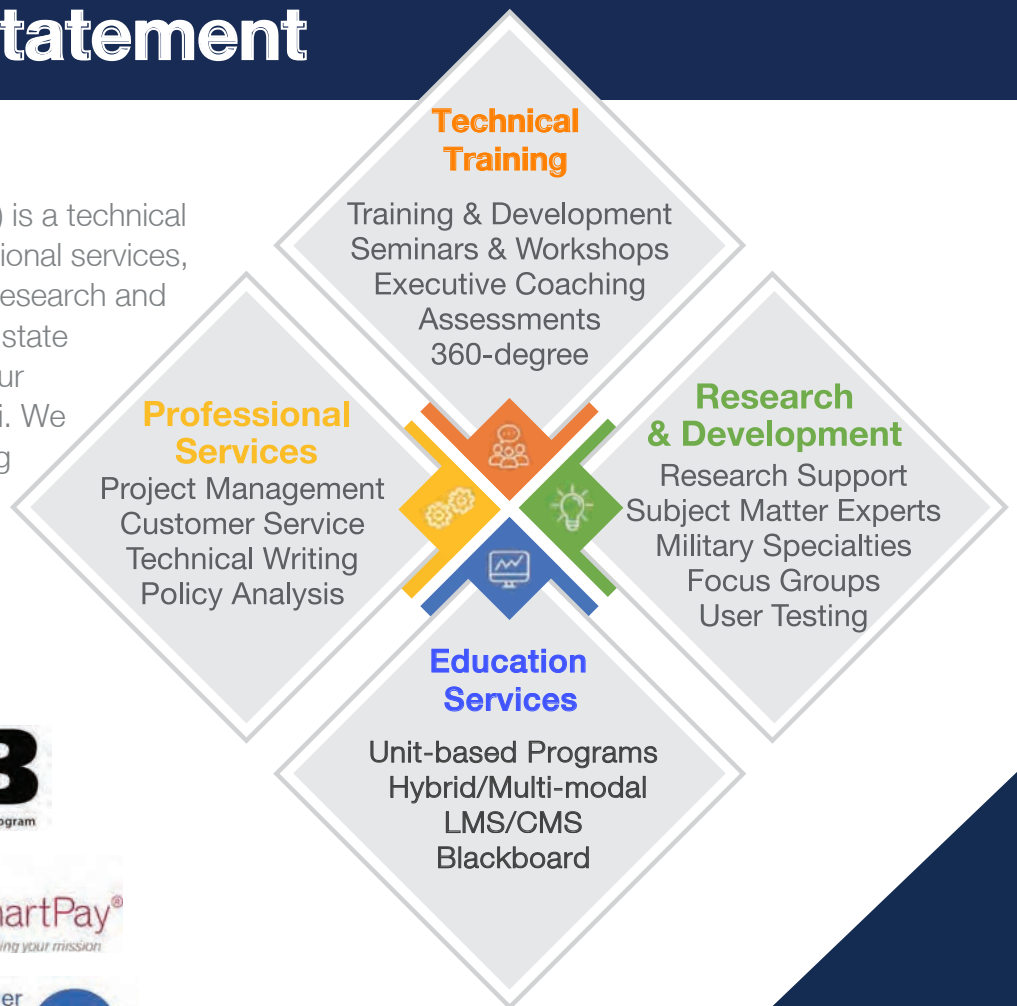 tatement
) is a technical
ional services,
esearch and
state
ur
i. We
g
Technical
Training
Training & Development
Seminars & Workshops
Executive Coaching
Assessments
360-degree
Professional
Services
Project Management
Customer Service
Technical Writing
Policy Analysis
Research
& Development
Research Support
Subject Matter Experts
Military Specialties
Focus Groups
User Testing
Education
Services
Unit-based Programs
Hybrid/Multi-modal
LMS/CMS
Blackboard
B
ogram
artPay®
ing your mission
er